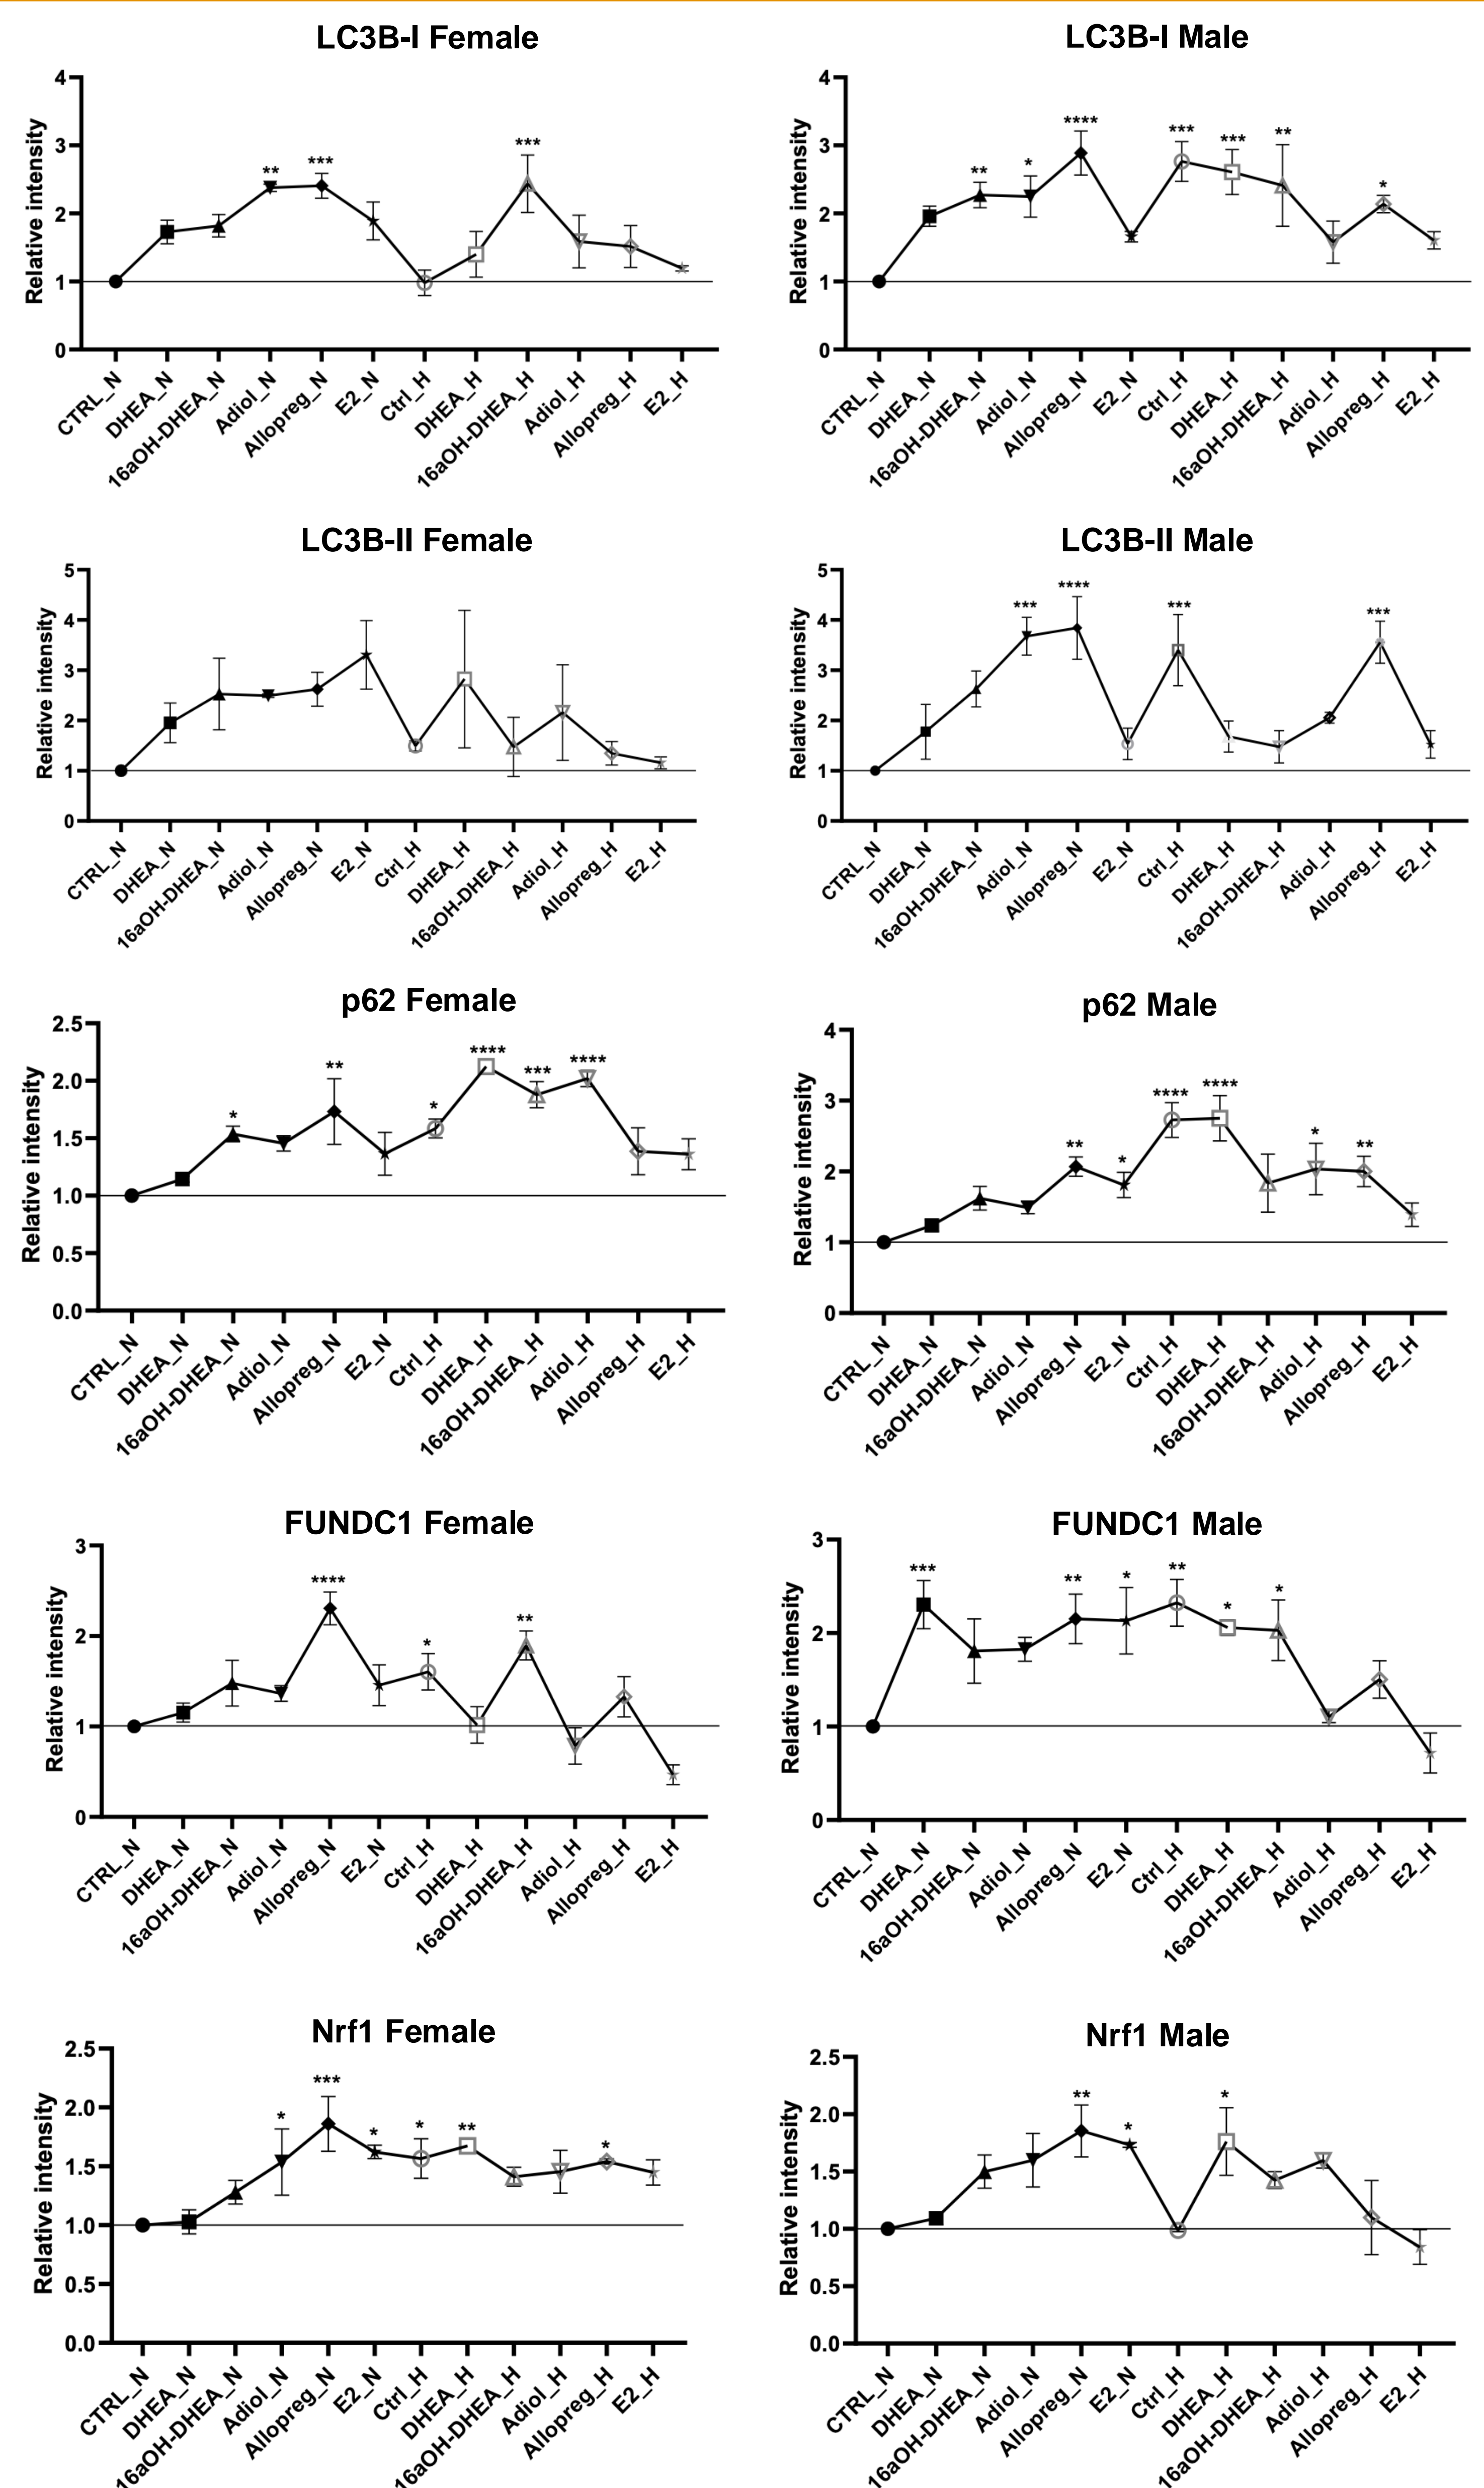 LC3B-I Female
Relative intensity
4
3
2
1
0
** *** ***
CTRL_N
DHEA_N
16aOH-DHEA_N
Adiol_N
Allopreg_N
E2_N
Ctrl_H
DHEA_H
16aOH-DHEA_H
Adiol_H
Allopreg_H
E2_H
LC3B-I Male
Relative intensity
4
3
2
1
0
** * **** *** *** ** *
CTRL_N
DHEA_N
16aOH-DHEA_N
Adiol_N
Allopreg_N
E2_N
Ctrl_H
DHEA_H
16aOH-DHEA_H
Adiol_H
Allopreg_H
E2_H
LC3B-II Female
Relative intensity
5
4
3
2
1
0
CTRL_N
DHEA_N
16aOH-DHEA_N
Adiol_N
Allopreg_N
E2_N
Ctrl_H
DHEA_H
16aOH-DHEA_H
Adiol_H
Allopreg_H
E2_H
LC3B-II Male
Relative intensity
5
4
3
2
1
0
*** **** *** ***
CTRL_N
DHEA_N
16aOH-DHEA_N
Adiol_N
Allopreg_N
E2_N
Ctrl_H
DHEA_H
16aOH-DHEA_H
Adiol_H
Allopreg_H
E2_H
p62 Female
Relative intensity
2.5
2.0
1.5
1.0
0.5
0.0
* ** * **** *** ****
CTRL_N
DHEA_N
16aOH-DHEA_N
Adiol_N
Allopreg_N
E2_N
Ctrl_H
DHEA_H
16aOH-DHEA_H
Adiol_H
Allopreg_H
E2_H
p62 Male
Relative intensity
4
3
2
1
0
** * **** **** * **
CTRL_N
DHEA_N
16aOH-DHEA_N
Adiol_N
Allopreg_N
E2_N
Ctrl_H
DHEA_H
16aOH-DHEA_H
Adiol_H
Allopreg_H
E2_H
FUNDC1 Female
Relative intensity
3
2
1
0
**** * **
CTRL_N
DHEA_N
16aOH-DHEA_N
Adiol_N
Allopreg_N
E2_N
Ctrl_H
DHEA_H
16aOH-DHEA_H
Adiol_H
Allopreg_H
E2_H
FUNDC1 Male
Relative intensity
3
2
1
0
*** ** * ** * *
CTRL_N
DHEA_N
16aOH-DHEA_N
Adiol_N
Allopreg_N
E2_N
Ctrl_H
DHEA_H
16aOH-DHEA_H
Adiol_H
Allopreg_H
E2_H
Nrf1 Female
Relative intensity
2.5
2.0
1.5
1.0
0.5
0.0
* *** * * ** *
CTRL_N
DHEA_N
16aOH-DHEA_N
Adiol_N
Allopreg_N
E2_N
Ctrl_H
DHEA_H
16aOH-DHEA_H
Adiol_H
Allopreg_H
E2_H
Nrf1 Male
Relative intensity
2.5
2.0
1.5
1.0
0.5
0.0
** * *
CTRL_N
DHEA_N
16aOH-DHEA_N
Adiol_N
Allopreg_N
E2_N
Ctrl_H
DHEA_H
16aOH-DHEA_H
Adiol_H
Allopreg_H
E2_H